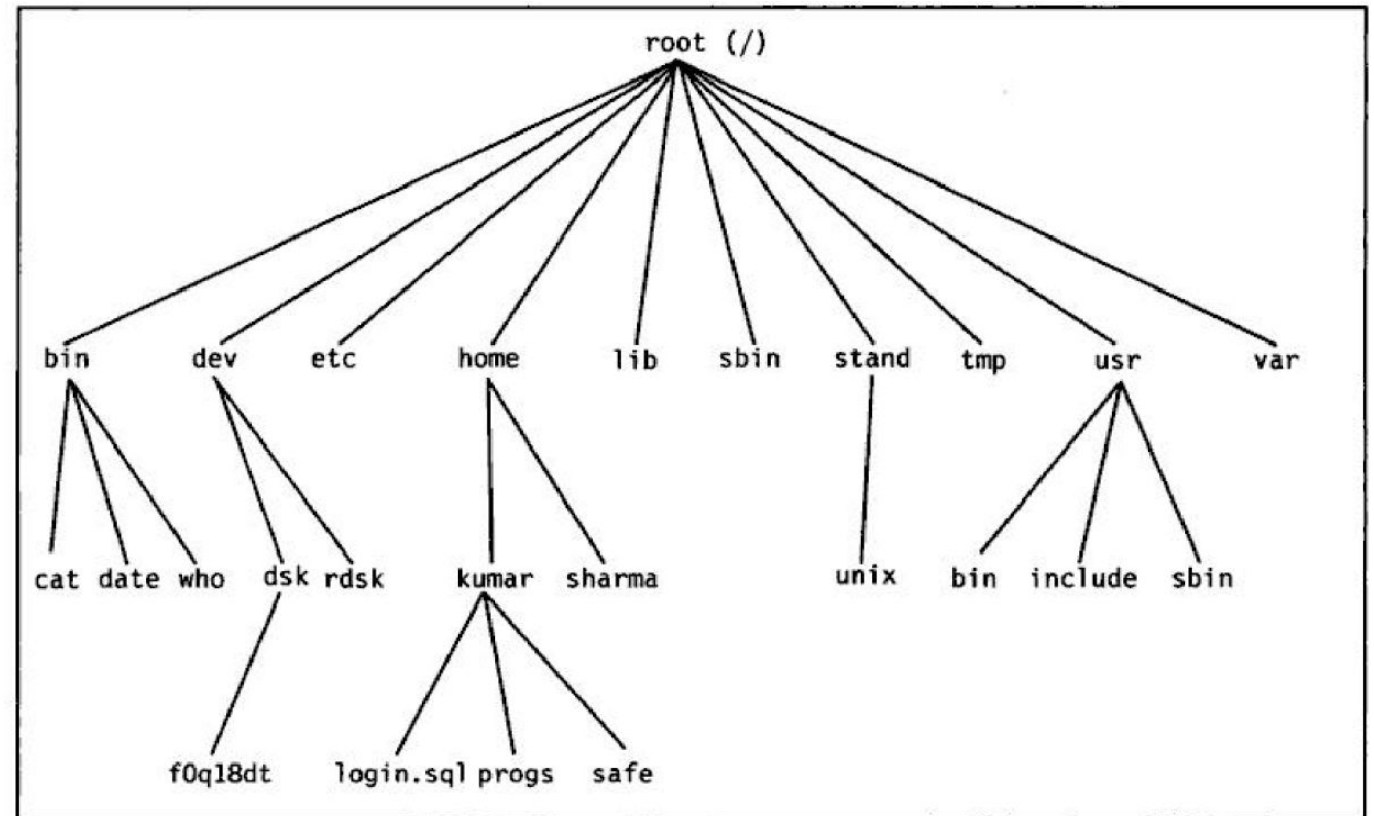 root (/)
bin dev etc home lib sbin stand tmp usr var
cat date who dsk rdsk kumar sharma unix bin include sbin
f0q18dt login.sql progs safe